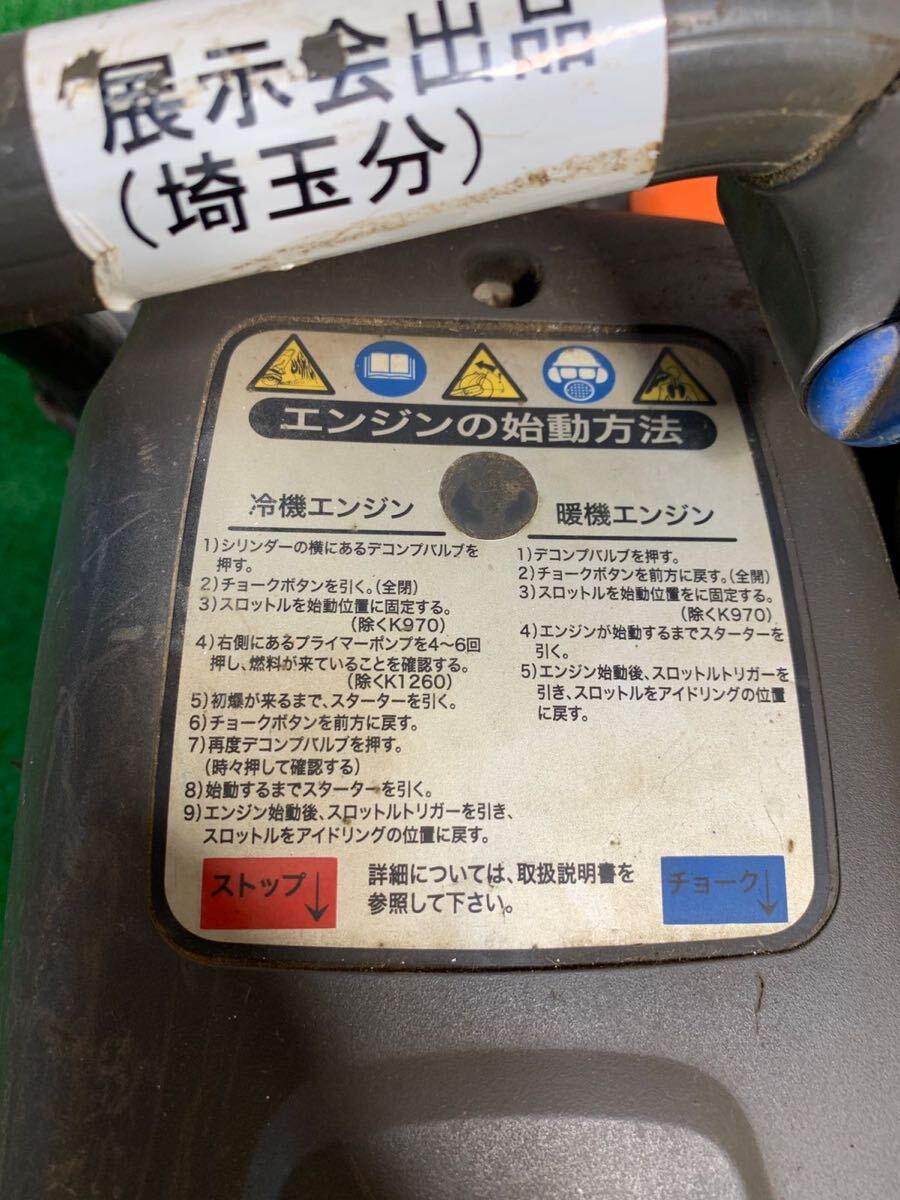 展示会出品
(埼玉分)
エンジンの始動方法
冷機エンジン
1)シリンダーの横にあるデコンプバルブを
押す。
2)チョークボタンを引く。(全閉)
3)スロットルを始動位置に固定する。
(除くK970)
4)右側にあるプライマーポンプを4〜6回
押し、燃料が来ていることを確認する。
(除くK1260)
5)初爆が来るまで、スターターを引く。
6)チョークボタンを前方に戻す。
7)再度デコンプバルブを押す。
(時々押して確認する)
8)始動するまでスターターを引く。
9)エンジン始動後、スロットルトリガーを引き、
スロットルをアイドリングの位置に戻す。
暖機エンジン
1)デコンプバルブを押す。
2)チョークボタンを前方に戻す。(全開)
3)スロットルを始動位置をに固定する。
(除くK970)
4)エンジンが始動するまでスターターを
引く。
5)エンジン始動後、スロットルトリガーを
引き、スロットルをアイドリングの位置
に戻す。
ストップ↓
詳細については、取扱説明書を
参照して下さい。
チョーク↓